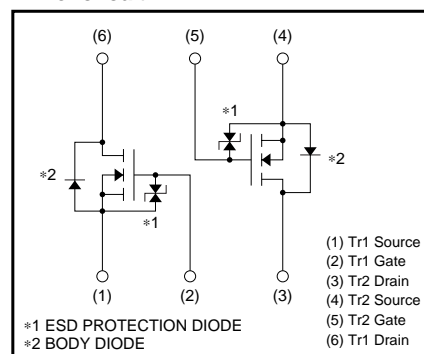 (6) (5) (4)
∗1
∗2
∗2
∗1
(1) (2) (3)
(1) Tr1 Source
(2) Tr1 Gate
(3) Tr2 Drain
(4) Tr2 Source
(5) Tr2 Gate
(6) Tr1 Drain
∗1 ESD PROTECTION DIODE
∗2 BODY DIODE